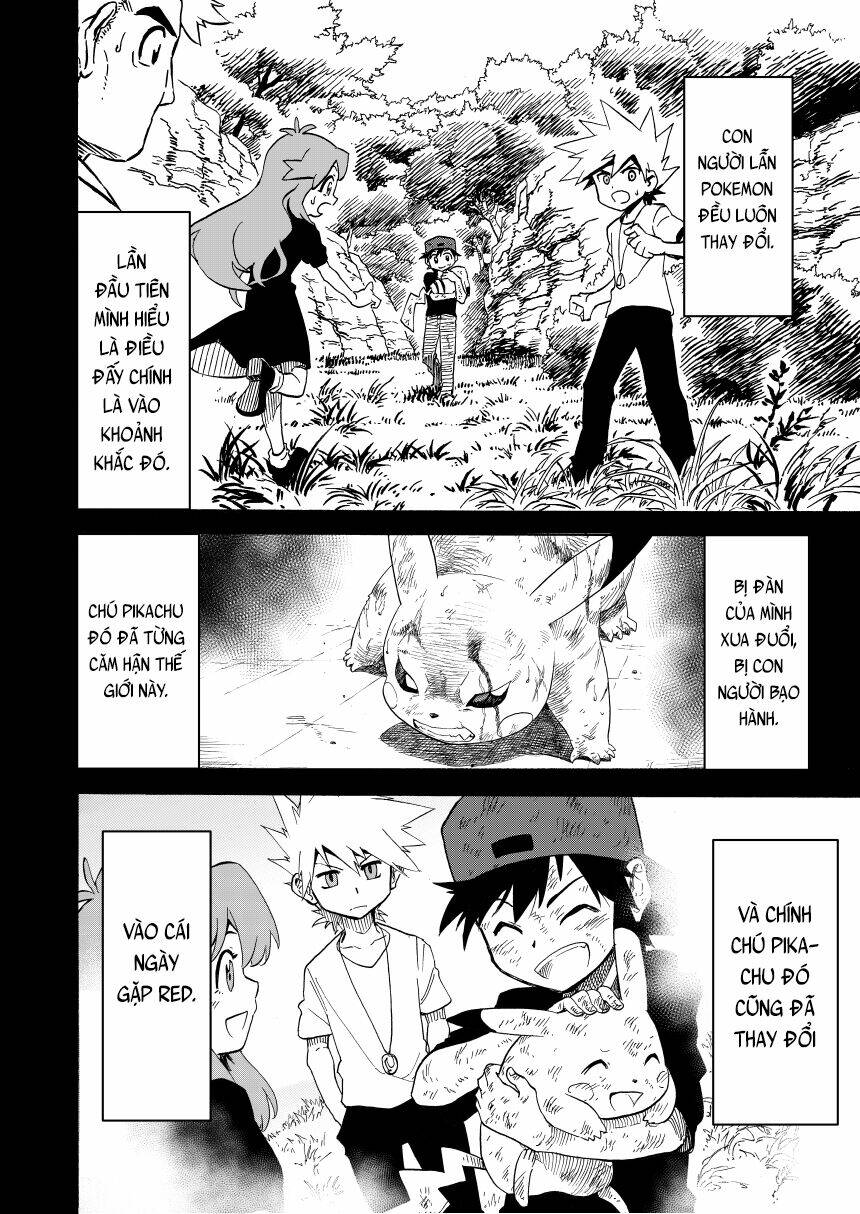 CON
NGƯỜI LẪN
POKEMON
ĐỀU LUÔN
THAY ĐỔI.
LẦN
ĐẦU TIÊN
MÌNH HIỂU
LÀ ĐIỀU
ĐẤY CHÍNH
LÀ VÀO
KHOẢNH
KHẮC ĐÓ.
BỊ ĐÀN
CỦA MÌNH
XUA ĐUỔI,
BỊ CON
NGƯỜI BẠO
HÀNH.
CHÚ PIKACHU
ĐÓ ĐÃ TỪNG
CĂM HẬN THẾ
GIỚI NÀY.
VÀ CHÍNH
CHÚ PIKA-
CHU ĐÓ
CŨNG ĐÃ
THAY ĐỔI
VÀO CÁI
NGÀY
GẶP RED.